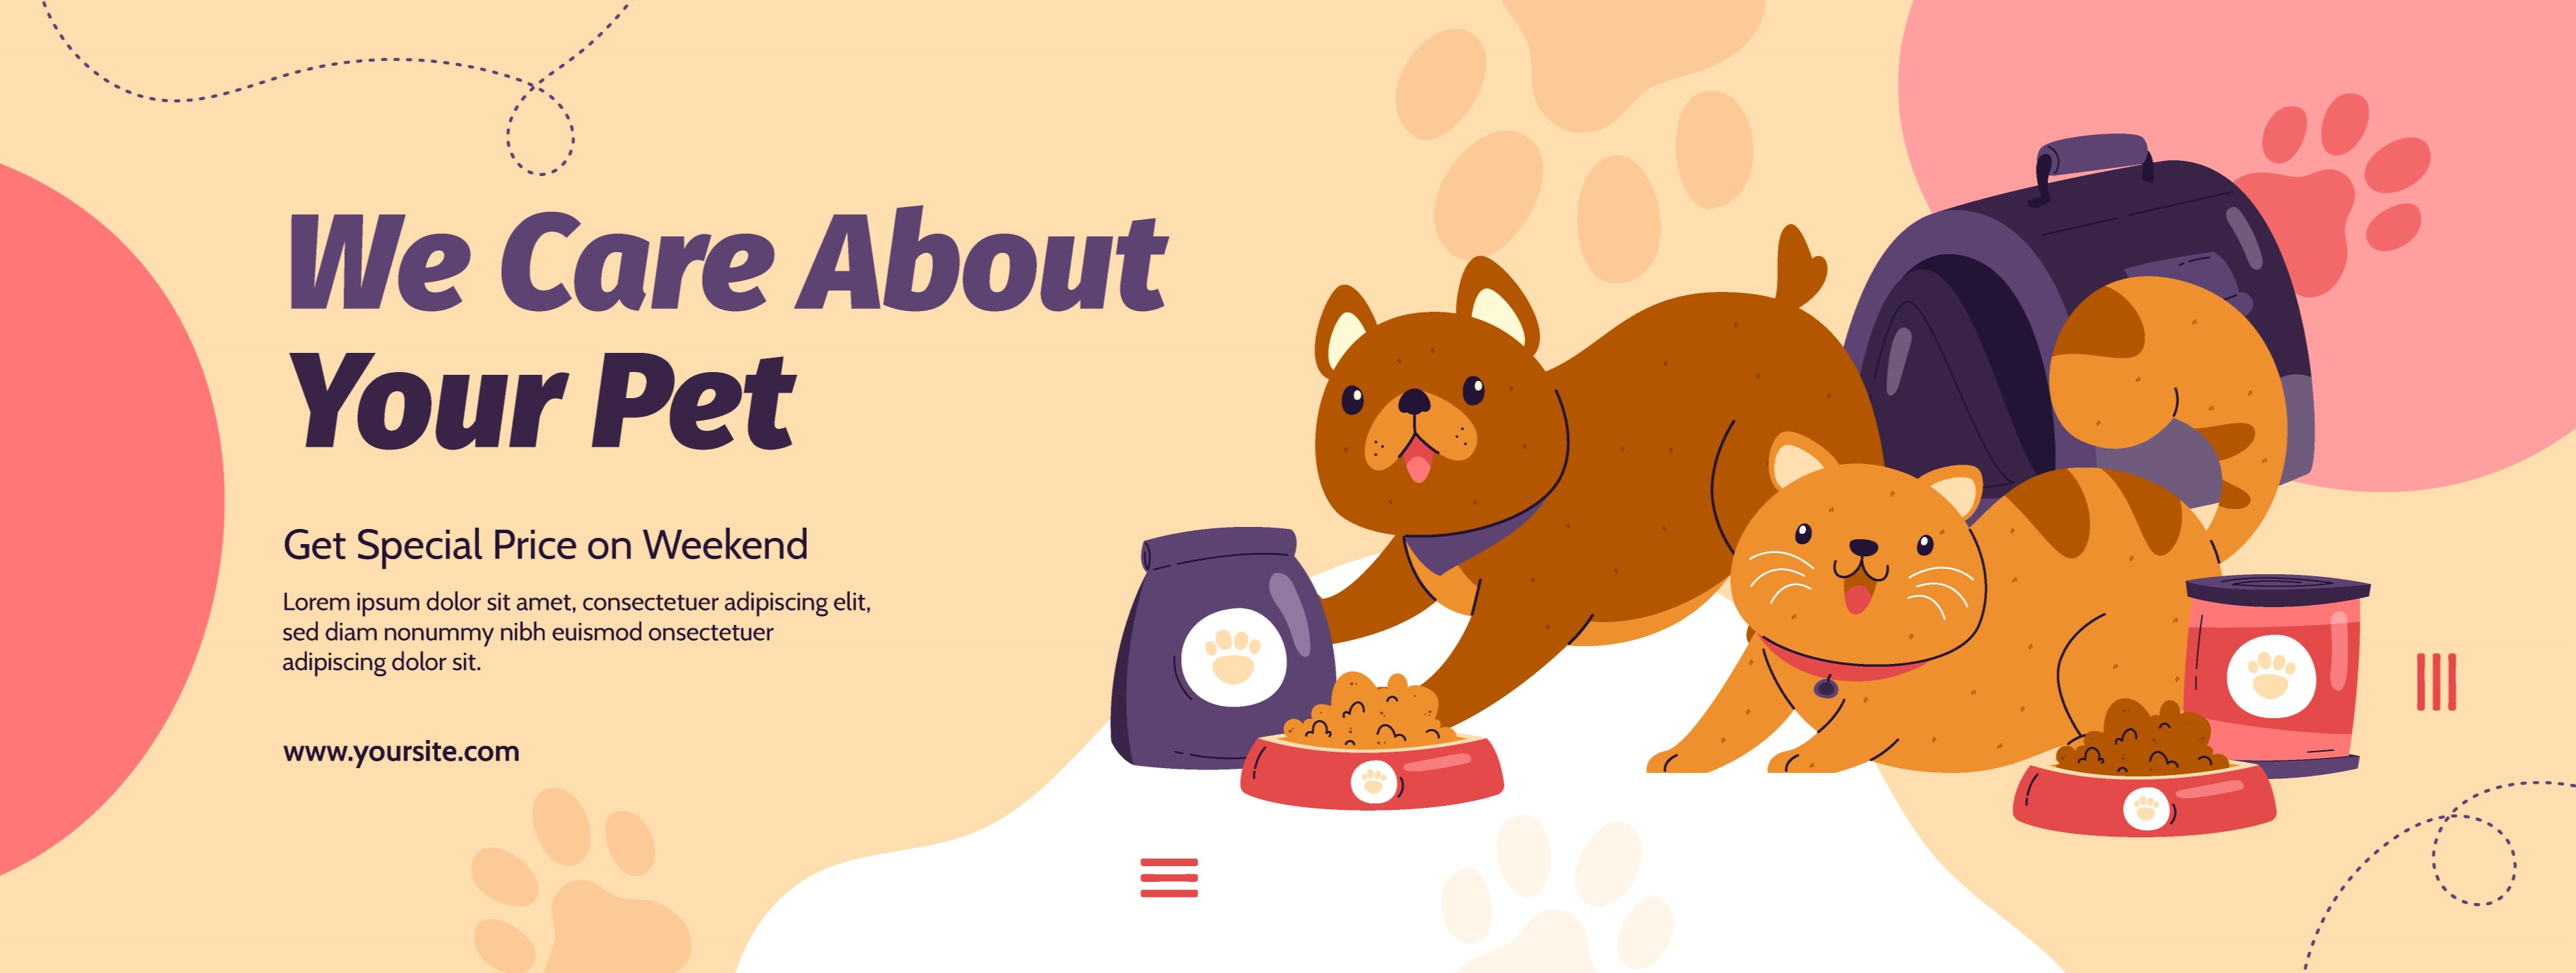 We Care About
Your Pet
Get Special Price on Weekend
Lorem ipsum dolor sit amet, consectetuer adipiscing elit,
sed diam nonummy nibh euismod onsectetuer
adipiscing dolor sit.
www.yoursite.com